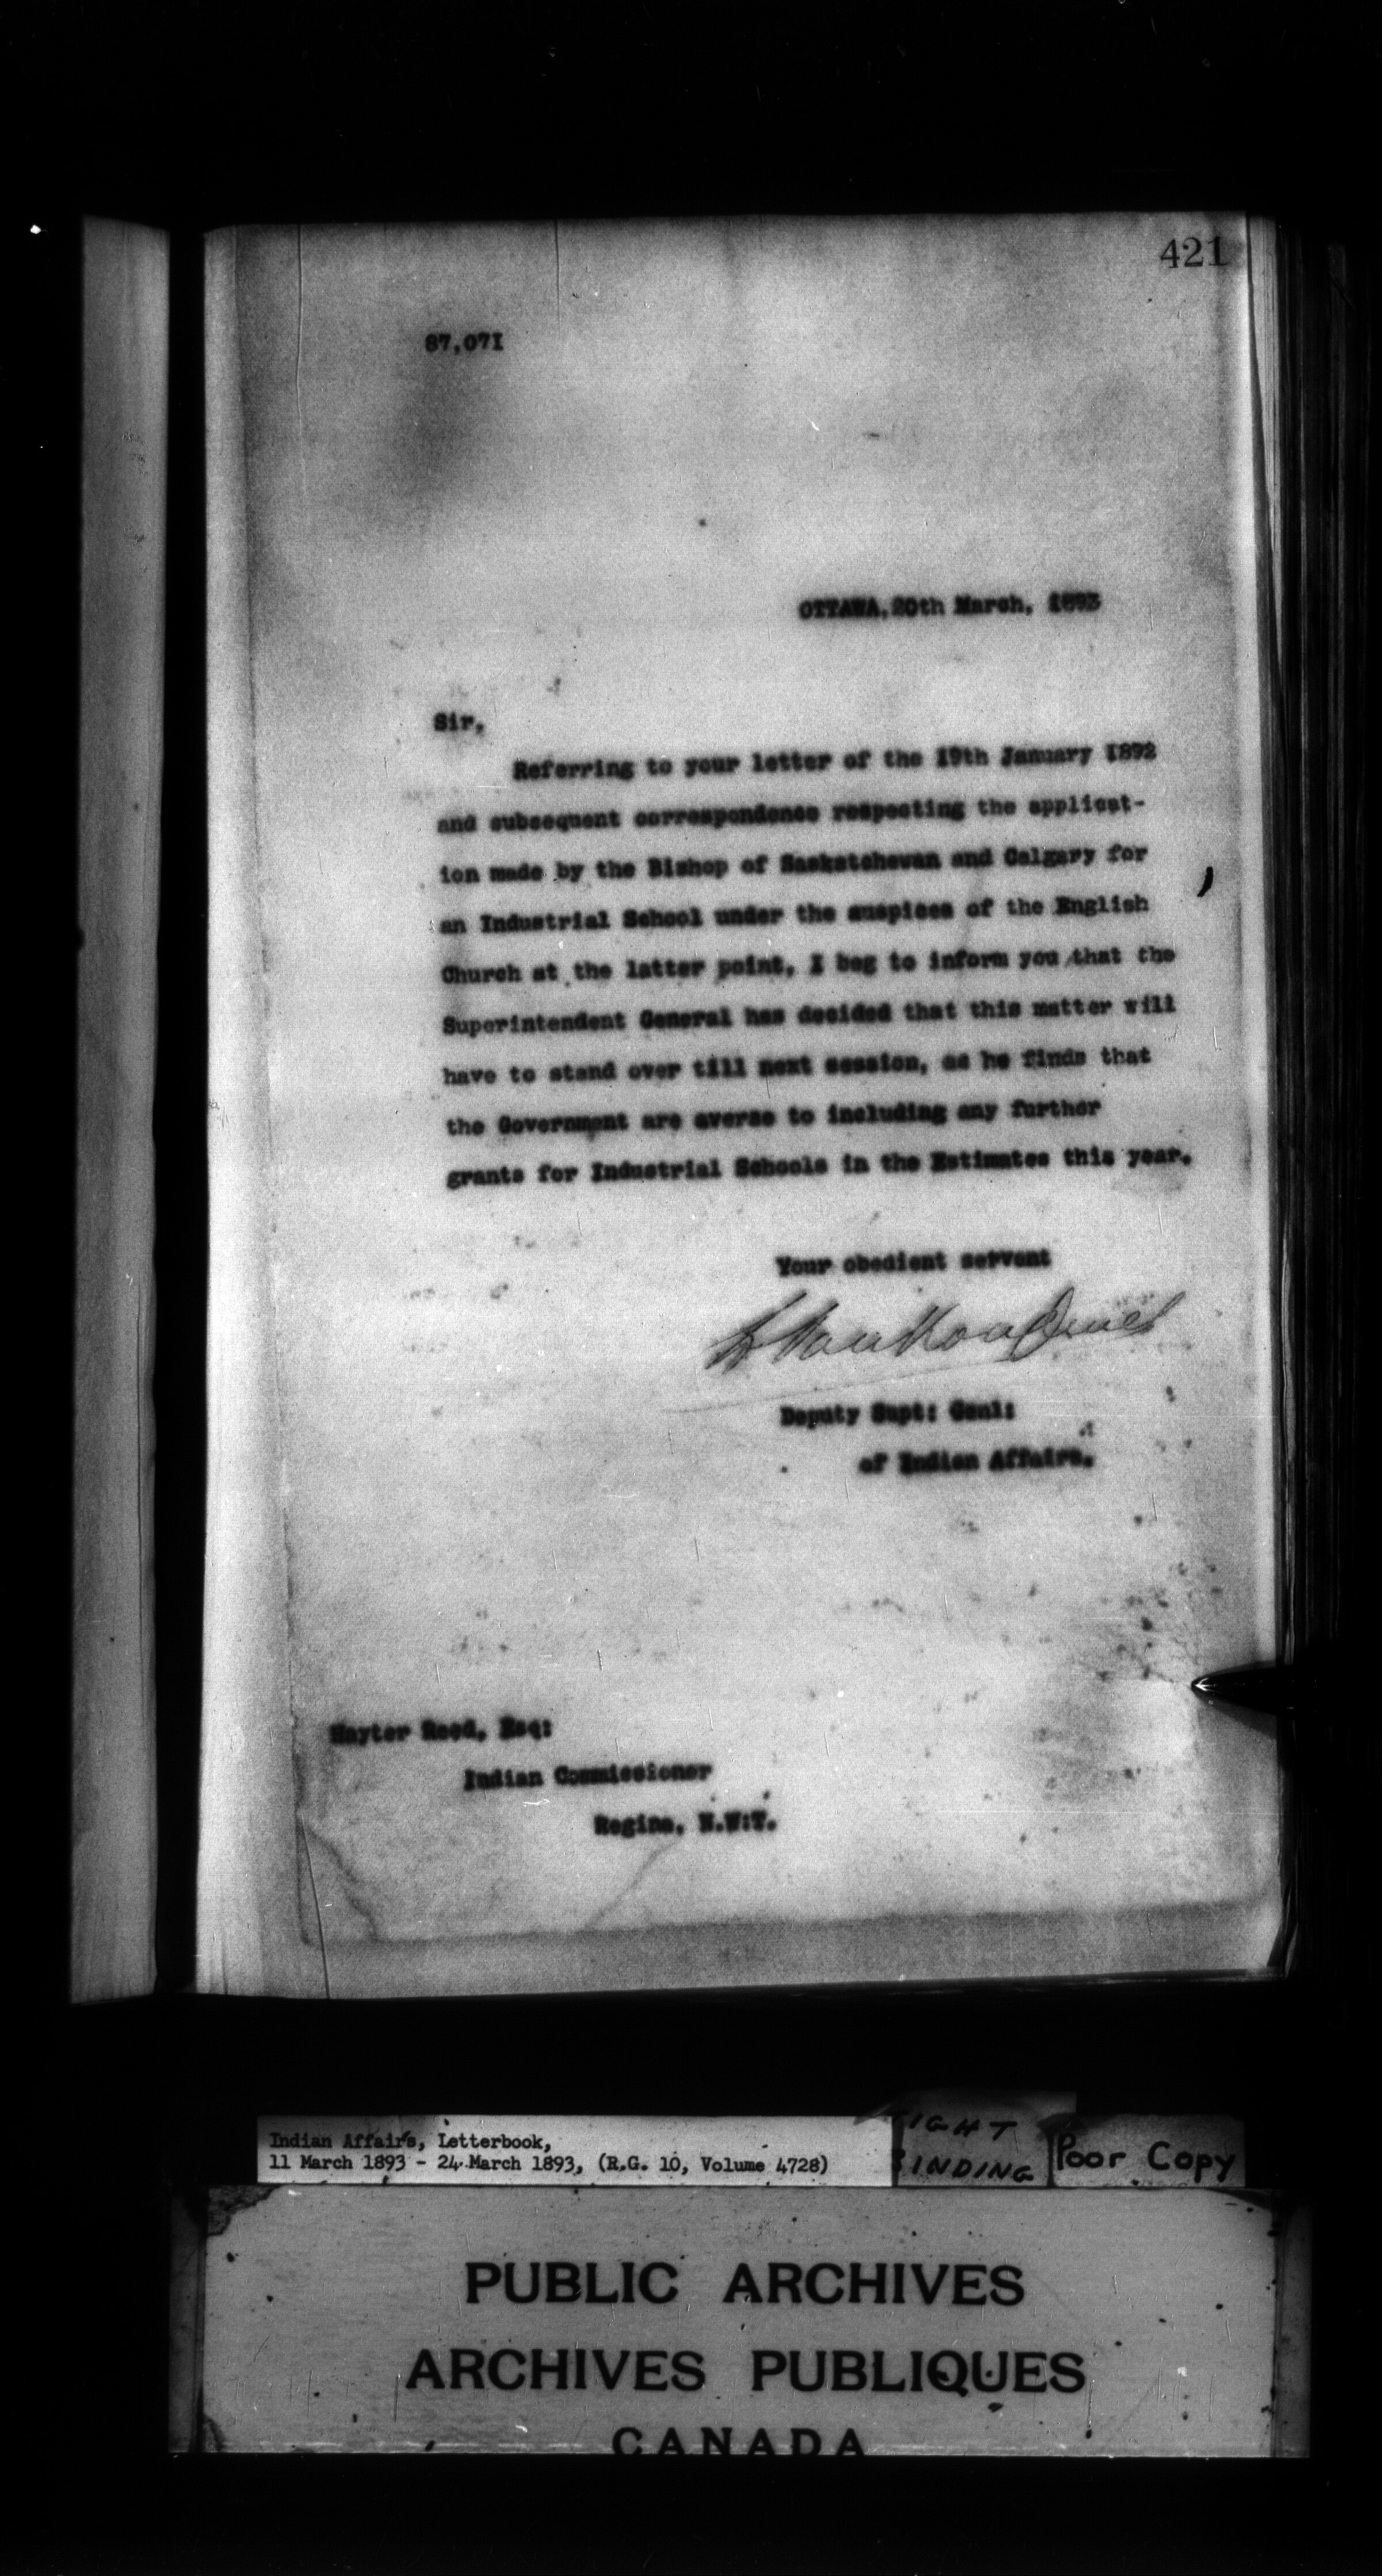 421
87,07I
OTTAWA, 20th March, 1893
Sir,
Referring to your letter of the 19th January 1892
and subsequent correspondence respecting the applicat-
ion made by the Bishop of Saskatchewan and Calgary for
an Industrial School under the auspices of the English
Church at the latter point, I beg to inform you that the
Superintendent General has decided that this matter will
have to stand over till next session, as he finds that
the Government are averse to including any further
grants for Industrial Schools in the Estimates this year.
Your obedient servant
L VanKoughnet
Deputy Supt: Genl:
of Indian Affairs.
Hayter Reed, Esq:
Indian Commissioner
Regina, N.W.T.
Indian Affairs, Letterbook,
11 March 1893 - 24 March 1893, (R.G. 10, Volume 4728)
TIGHT
BINDING
Poor Copy
PUBLIC ARCHIVES
ARCHIVES PUBLIQUES
CANADA